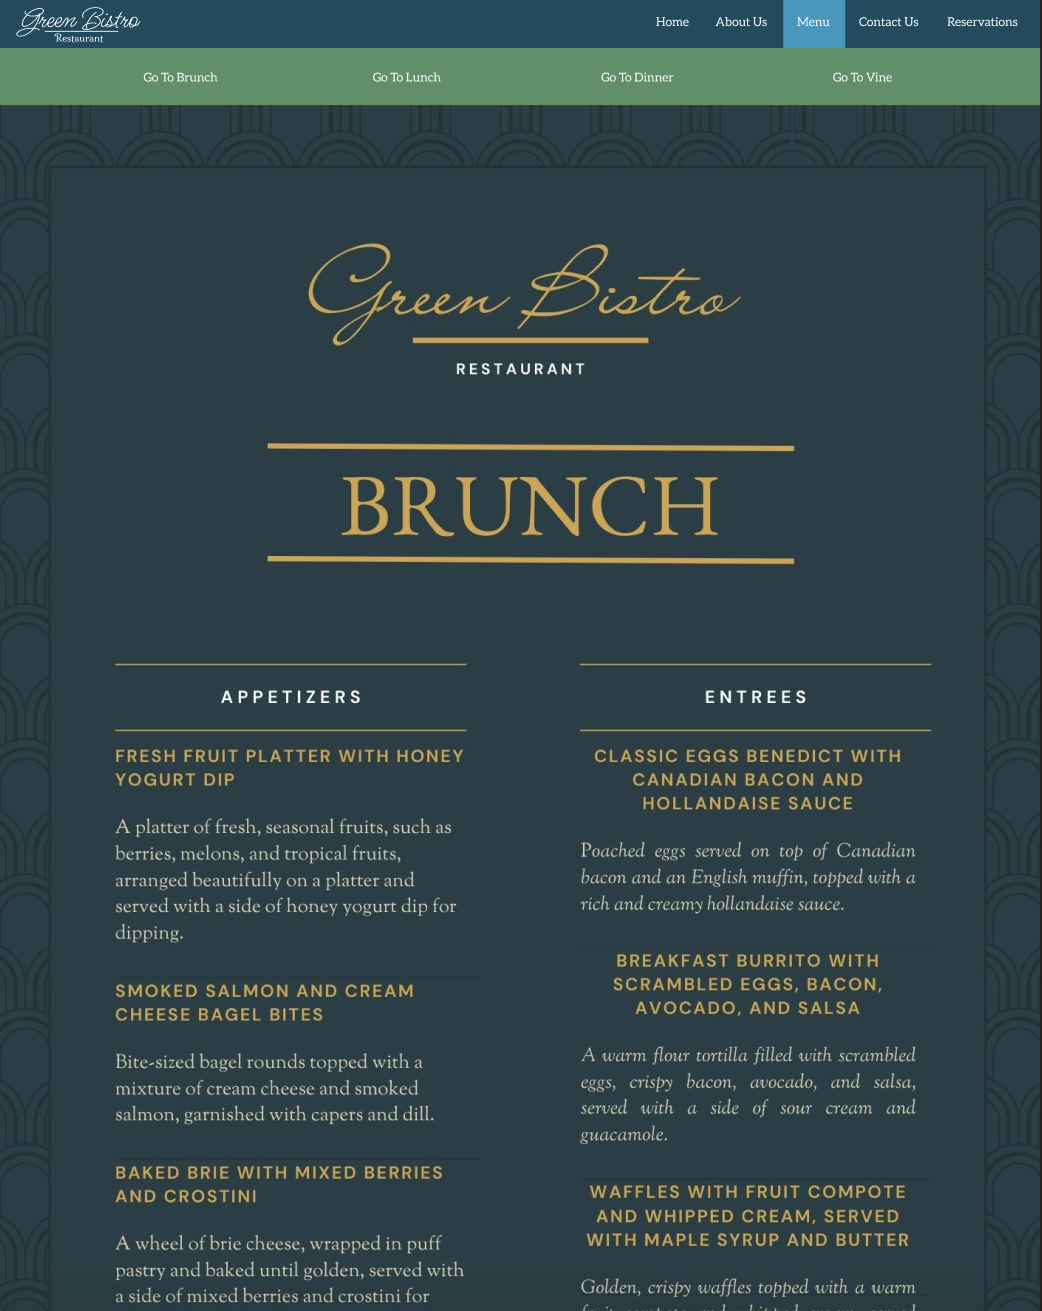 Green Bistro
Restaurant
Home About Us Menu Contact Us Reservations
Go To Brunch Go To Lunch Go To Dinner Go To Vine
Green Bistro
RESTAURANT
BRUNCH
APPETIZERS
FRESH FRUIT PLATTER WITH HONEY
YOGURT DIP
A platter of fresh, seasonal fruits, such as
berries, melons, and tropical fruits,
arranged beautifully on a platter and
served with a side of honey yogurt dip for
dipping.
SMOKED SALMON AND CREAM
CHEESE BAGEL BITES
Bite-sized bagel rounds topped with a
mixture of cream cheese and smoked
salmon, garnished with capers and dill.
BAKED BRIE WITH MIXED BERRIES
AND CROSTINI
A wheel of brie cheese, wrapped in puff
pastry and baked until golden, served with
a side of mixed berries and crostini for
ENTREES
CLASSIC EGGS BENEDICT WITH
CANADIAN BACON AND
HOLLANDAISE SAUCE
Poached eggs served on top of Canadian
bacon and an English muffin, topped with a
rich and creamy hollandaise sauce.
BREAKFAST BURRITO WITH
SCRAMBLED EGGS, BACON,
AVOCADO, AND SALSA
A warm flour tortilla filled with scrambled
eggs, crispy bacon, avocado, and salsa,
served with a side of sour cream and
guacamole.
WAFFLES WITH FRUIT COMPOTE
AND WHIPPED CREAM, SERVED
WITH MAPLE SYRUP AND BUTTER
Golden, crispy waffles topped with a warm